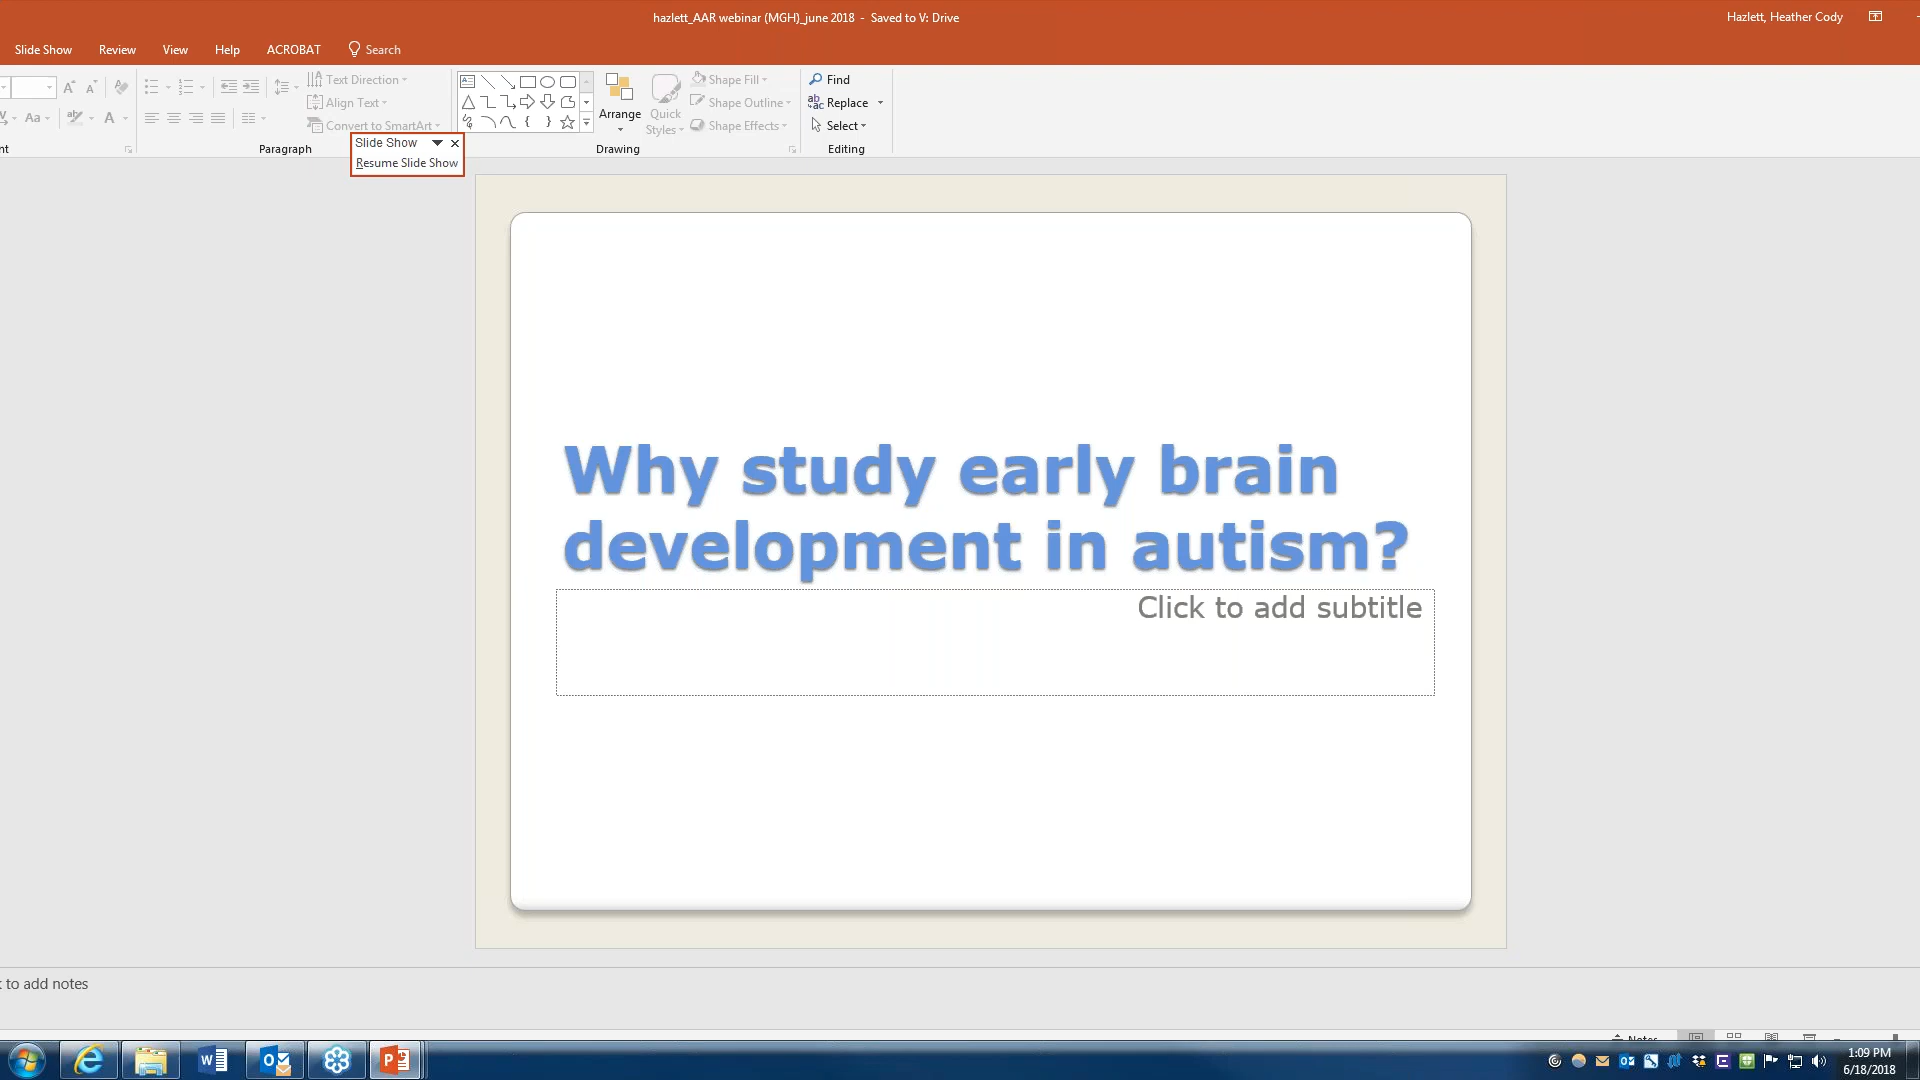 hazlett_AAR webinar (MGH)_june 2018 - Saved to V: Drive
Hazlett, Heather Cody
Slide Show Review View Help ACROBAT Search
Text Direction
Align Text
Convert to SmartArt
Paragraph
Arrange
Quick
Styles
Shape Fill
Shape Outline
Shape Effects
Drawing
Find
Replace
Select
Editing
Aa
Slide Show
Resume Slide Show
Why study early brain
development in autism?
Click to add subtitle
to add notes
Notes
1:09 PM
6/18/2018